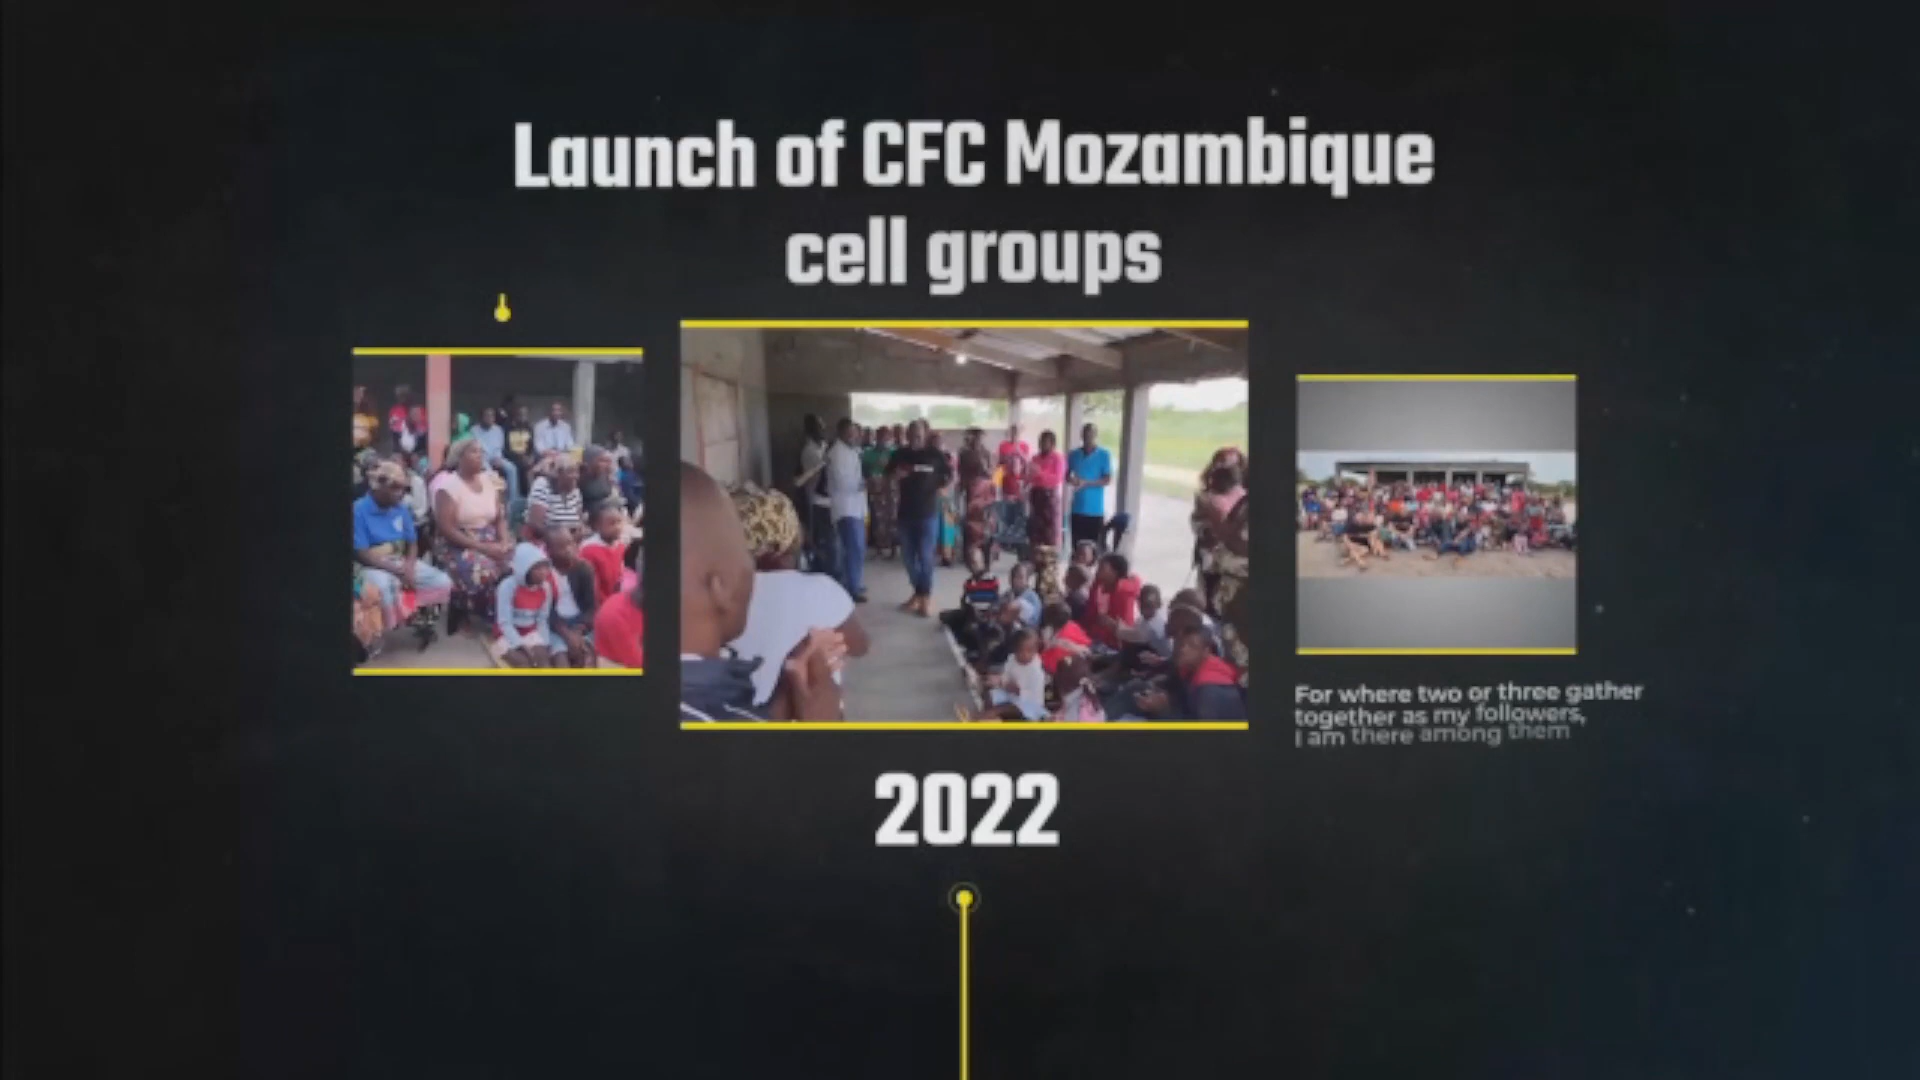 Launch of CFC Mozambique
cell groups
For where two or three gather
together as my followers,
I am there among them
2022